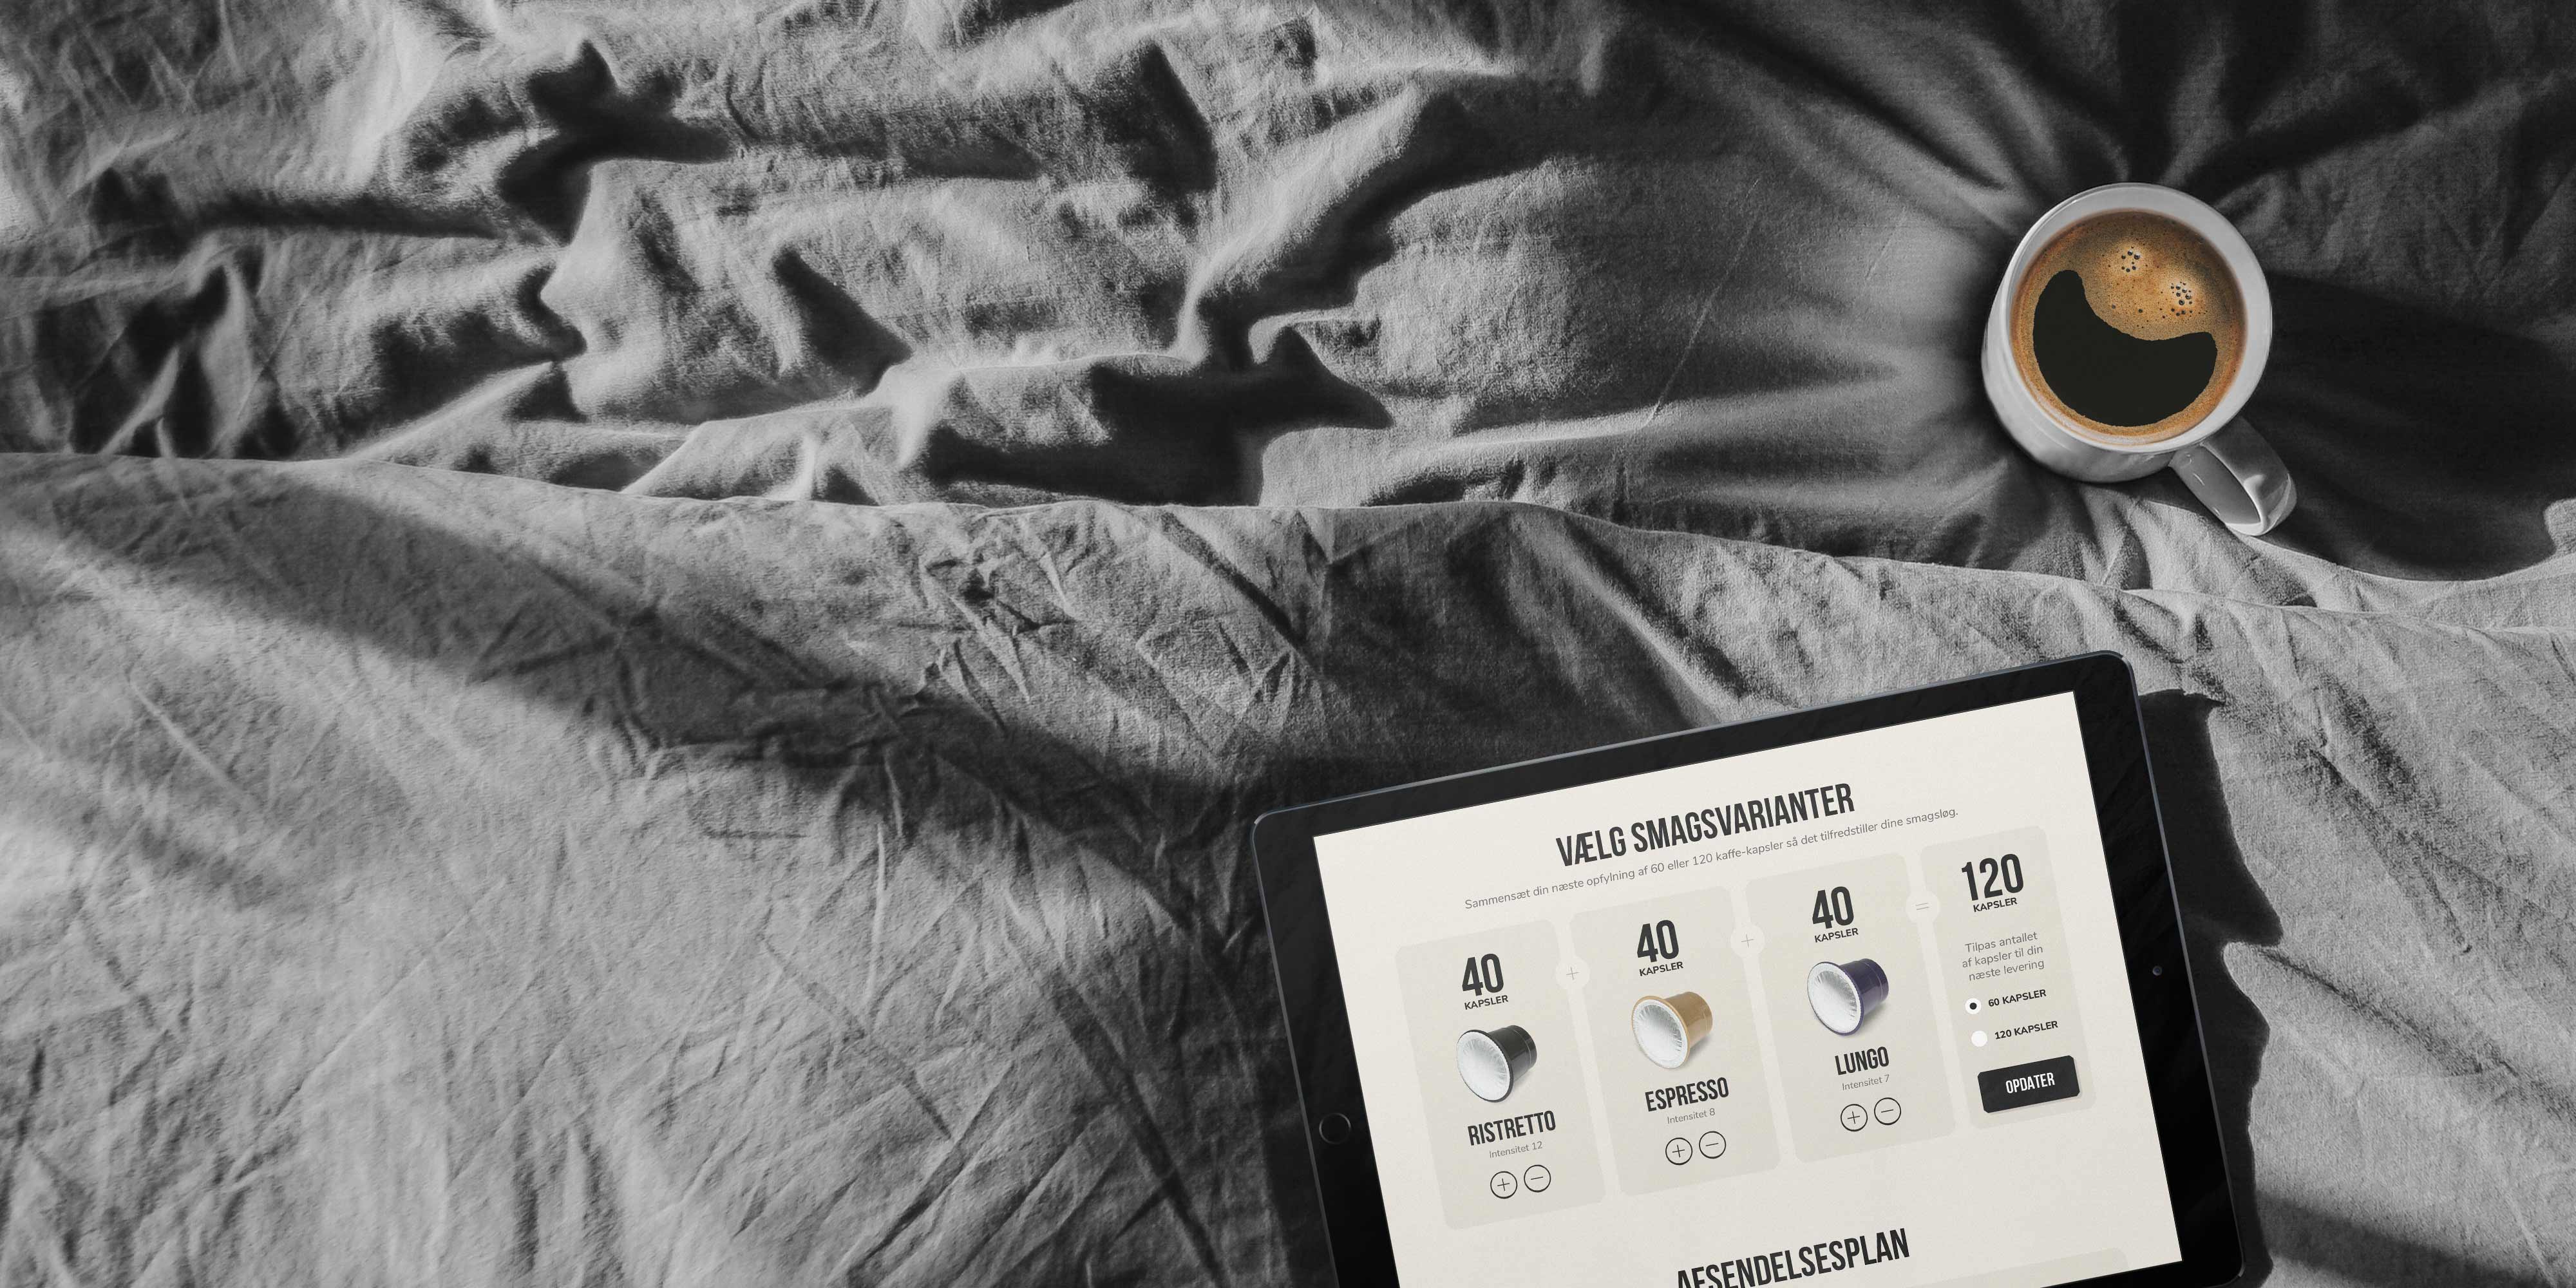 VÆLG SMAGSVARIANTER
Sammensæt din næste opfylning af 60 eller 120 kaffe-kapsler så det tilfredstiller dine smagsløg.
40
KAPSLER
RISTRETTO
Intensitet 12
+
40
KAPSLER
ESPRESSO
Intensitet 8
+
40
KAPSLER
LUNGO
Intensitet 7
=
120
KAPSLER
Tilpas antallet
af kapsler til din
næste levering
60 KAPSLER
120 KAPSLER
OPDATER
AFSENDELSESPLAN